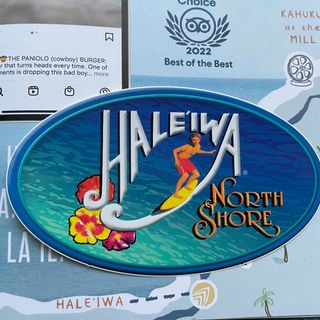 🤠THE PANIOLO (cowboy) BURGER:
that turns heads every time. One of
ments is dropping this bad boy... more
Choice
2022
Best of the Best
KAHUKU
at the
MILL
HALE'IWA
®
NORTH
SHORE
LA
HALE'IWA